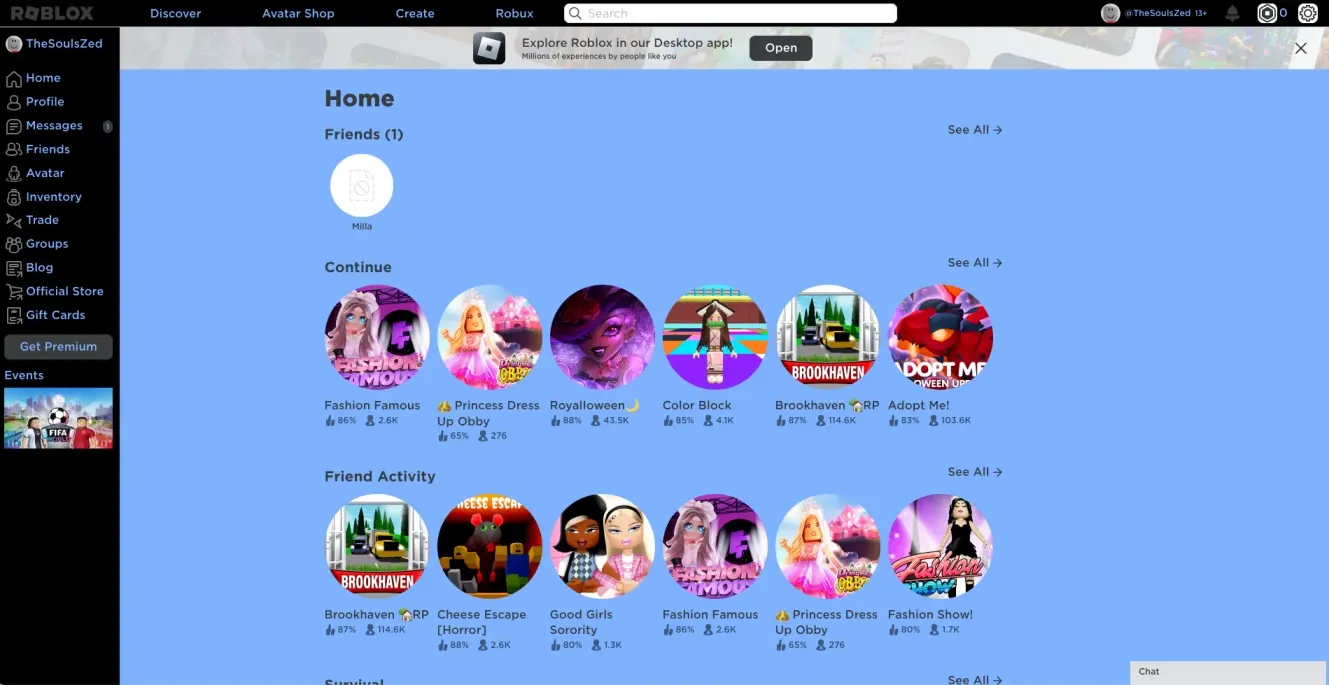 ROBLOX
Discover
Avatar Shop
Create
Robux
Search
@TheSoulsZed 13+
0
TheSoulsZed
Home
Profile
Messages
1
Friends
Avatar
Inventory
Trade
Groups
Blog
Official Store
Gift Cards
Get Premium
Events
FIFA
WORLD
Explore Roblox in our Desktop app!
Millions of experiences by people like you
Open
Home
Friends (1)
See All →
Milla
Continue
See All →
FASHION
FAMOUS
Princess
OBBY
BROOKHAVEN
ADOPT ME
Fashion Famous
86% 2.6K
👑 Princess Dress
Up Obby
65% 276
Royalloween🌙
88% 43.5K
Color Block
85% 4.1K
Brookhaven 🏡RP
87% 114.6K
Adopt Me!
83% 103.6K
Friend Activity
See All →
BROOKHAVEN
CHEESE ESCAPE
FASHION
FAMOUS
Princess
OBBY
Fashion
SHOW
Brookhaven 🏡RP
87% 114.6K
Cheese Escape
[Horror]
88% 2.6K
Good Girls
Sorority
80% 1.3K
Fashion Famous
86% 2.6K
👑 Princess Dress
Up Obby
65% 276
Fashion Show!
80% 1.7K
Survival
See All →
Chat